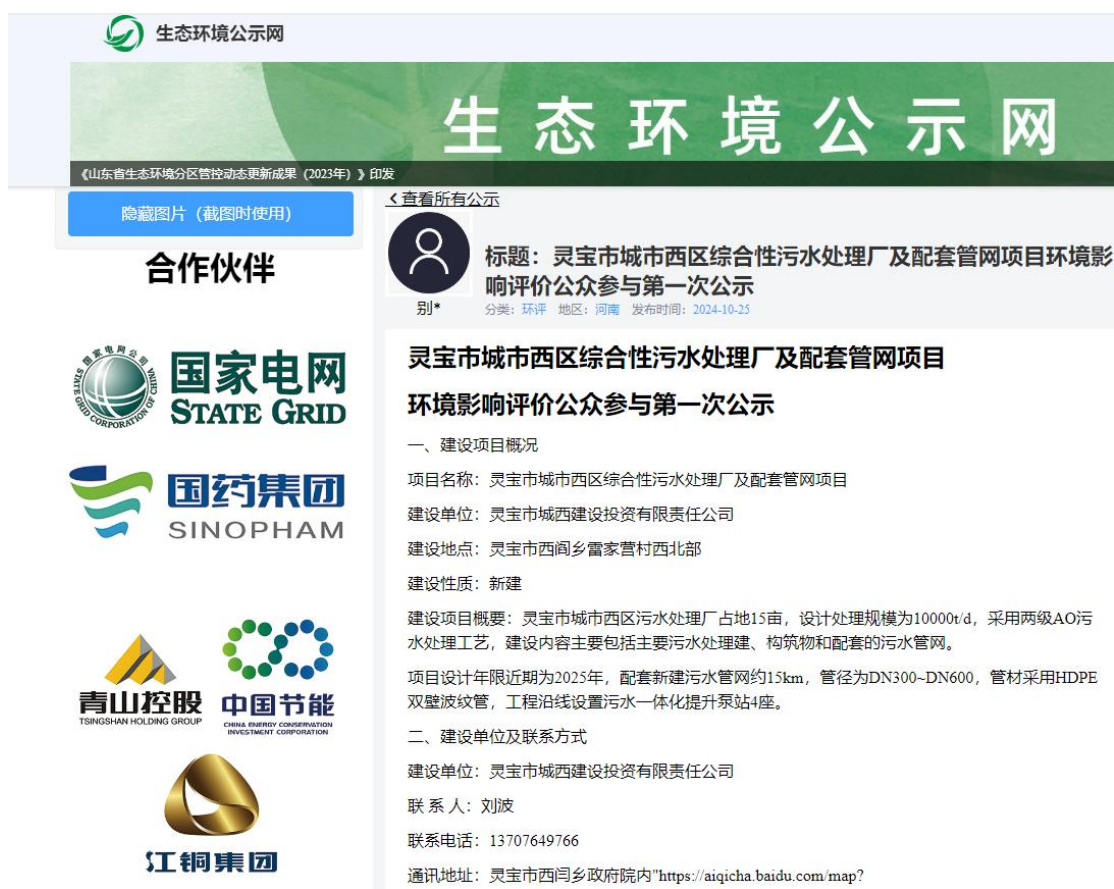 生态环境公示网
生态环境公示网
《山东省生态环境分区管控动态更新成果（2023年）》印发
隐藏图片（截图时使用）
合作伙伴
国家电网公司
STATE GRID CORPORATION OF CHINA
国家电网
STATE GRID
国药集团
SINOPHAM
青山控股
TSINGSHAN HOLDING GROUP
中国节能
CHINA ENERGY CONSERVATION
INVESTMENT CORPORATION
江铜集团
<查看所有公示
别*
标题：灵宝市城市西区综合性污水处理厂及配套管网项目环境影
响评价公众参与第一次公示
分类：环评 地区：河南 发布时间：2024-10-25
灵宝市城市西区综合性污水处理厂及配套管网项目
环境影响评价公众参与第一次公示
一、建设项目概况
项目名称：灵宝市城市西区综合性污水处理厂及配套管网项目
建设单位：灵宝市城西建设投资有限责任公司
建设地点：灵宝市西阎乡雷家营村西北部
建设性质：新建
建设项目概要：灵宝市城市西区污水处理厂占地15亩，设计处理规模为10000t/d，采用两级AO污
水处理工艺，建设内容主要包括主要污水处理建、构筑物和配套的污水管网。
项目设计年限近期为2025年，配套新建污水管网约15km，管径为DN300~DN600，管材采用HDPE
双壁波纹管，工程沿线设置污水一体化提升泵站4座。
二、建设单位及联系方式
建设单位：灵宝市城西建设投资有限责任公司
联 系 人：刘波
联系电话：13707649766
通讯地址：灵宝市西闫乡政府院内"https://aiqicha.baidu.com/map?